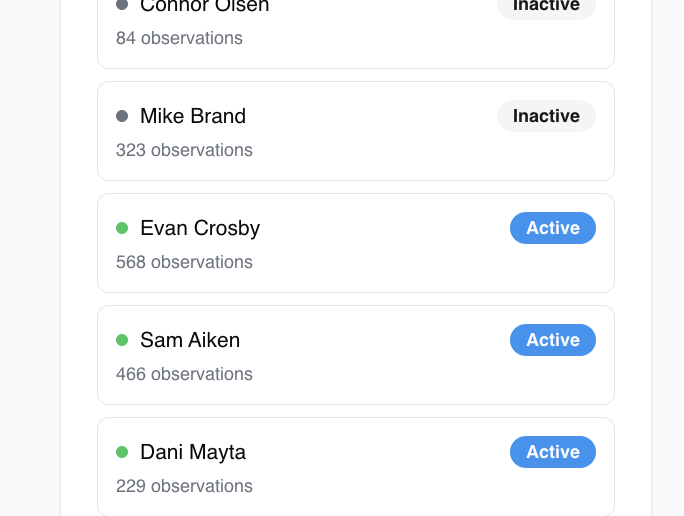 Connor Olsen
Inactive
84 observations
Mike Brand
Inactive
323 observations
Evan Crosby
Active
568 observations
Sam Aiken
Active
466 observations
Dani Mayta
Active
229 observations